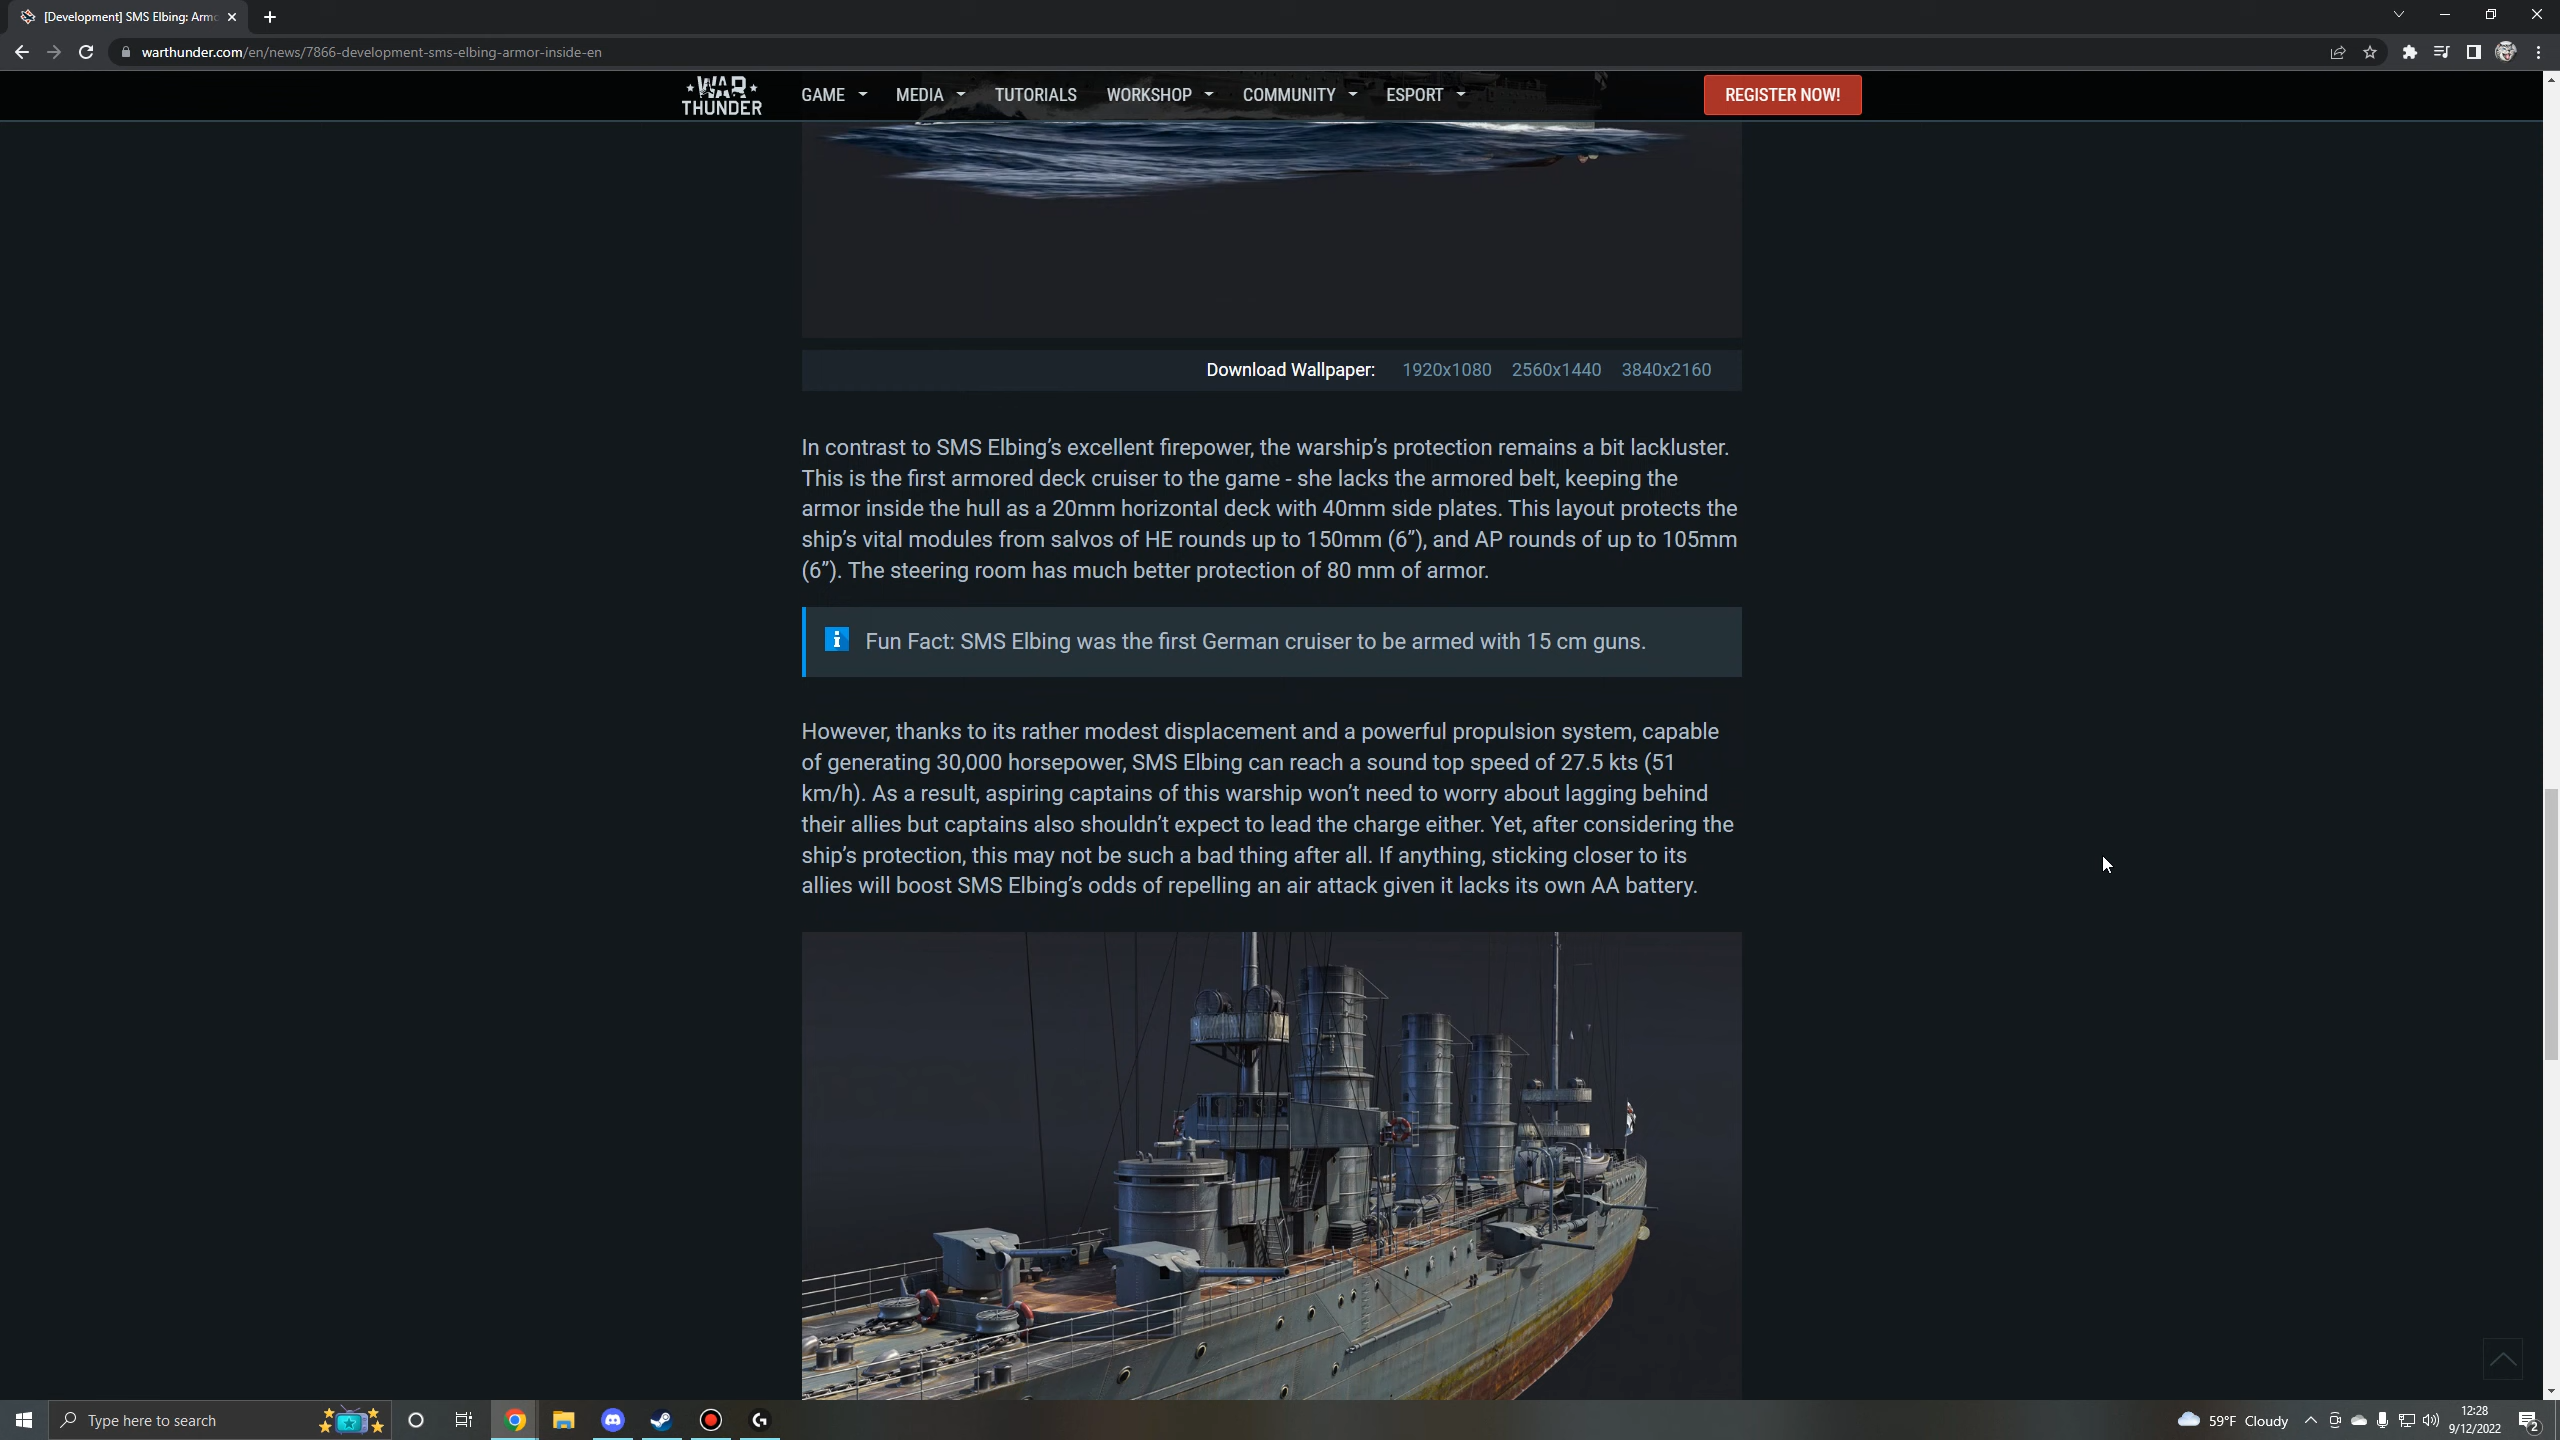 [Development] SMS Elbing: Armo
warthunder.com/en/news/7866-development-sms-elbing-armor-inside-en
WAR THUNDER
GAME MEDIA TUTORIALS WORKSHOP COMMUNITY ESPORT REGISTER NOW!
Download Wallpaper: 1920x1080 2560x1440 3840x2160
In contrast to SMS Elbing’s excellent firepower, the warship’s protection remains a bit lackluster.
This is the first armored deck cruiser to the game - she lacks the armored belt, keeping the
armor inside the hull as a 20mm horizontal deck with 40mm side plates. This layout protects the
ship’s vital modules from salvos of HE rounds up to 150mm (6”), and AP rounds of up to 105mm
(6”). The steering room has much better protection of 80 mm of armor.
i Fun Fact: SMS Elbing was the first German cruiser to be armed with 15 cm guns.
However, thanks to its rather modest displacement and a powerful propulsion system, capable
of generating 30,000 horsepower, SMS Elbing can reach a sound top speed of 27.5 kts (51
km/h). As a result, aspiring captains of this warship won’t need to worry about lagging behind
their allies but captains also shouldn’t expect to lead the charge either. Yet, after considering the
ship’s protection, this may not be such a bad thing after all. If anything, sticking closer to its
allies will boost SMS Elbing’s odds of repelling an air attack given it lacks its own AA battery.
Type here to search
59°F Cloudy
12:28
9/12/2022
2